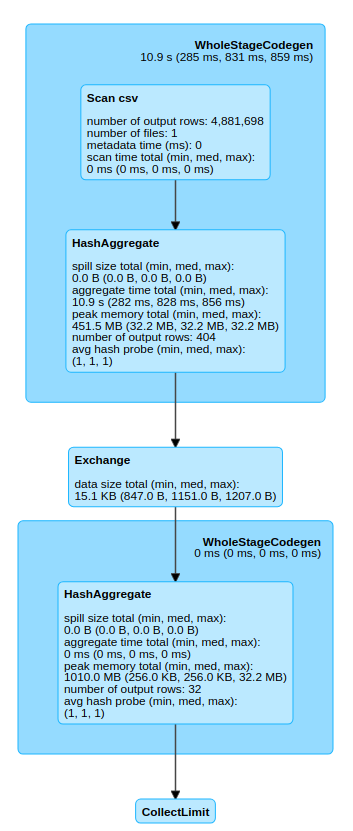 WholeStageCodegen
10.9 s (285 ms, 831 ms, 859 ms)
Scan csv
number of output rows: 4,881,698
number of files: 1
metadata time (ms): 0
scan time total (min, med, max):
0 ms (0 ms, 0 ms, 0 ms)
HashAggregate
spill size total (min, med, max):
0.0 B (0.0 B, 0.0 B, 0.0 B)
aggregate time total (min, med, max):
10.9 s (282 ms, 828 ms, 856 ms)
peak memory total (min, med, max):
451.5 MB (32.2 MB, 32.2 MB, 32.2 MB)
number of output rows: 404
avg hash probe (min, med, max):
(1, 1, 1)
Exchange
data size total (min, med, max):
15.1 KB (847.0 B, 1151.0 B, 1207.0 B)
WholeStageCodegen
0 ms (0 ms, 0 ms, 0 ms)
HashAggregate
spill size total (min, med, max):
0.0 B (0.0 B, 0.0 B, 0.0 B)
aggregate time total (min, med, max):
0 ms (0 ms, 0 ms, 0 ms)
peak memory total (min, med, max):
1010.0 MB (256.0 KB, 256.0 KB, 32.2 MB)
number of output rows: 32
avg hash probe (min, med, max):
(1, 1, 1)
CollectLimit